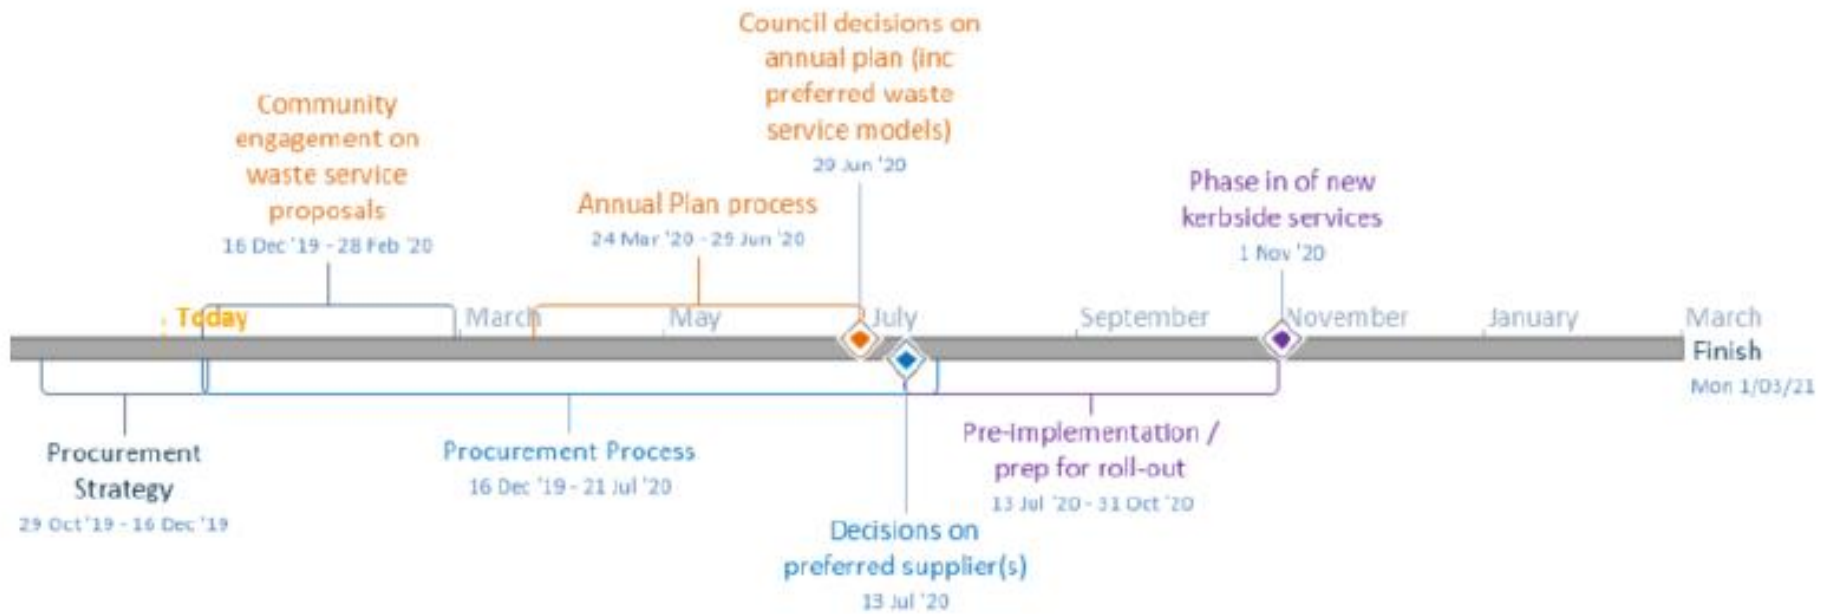 Council decisions on
annual plan (inc
preferred waste
service models)
29 Jun '20
Community
engagement on
waste service
proposals
16 Dec '19 - 28 Feb '20
Annual Plan process
24 Mar '20 - 29 Jun '20
Phase in of new
kerbside services
1 Nov '20
Today
March
May
July
September
November
January
March
Finish
Mon 1/03/21
Procurement
Strategy
29 Oct '19 - 16 Dec '19
Procurement Process
16 Dec '19 - 21 Jul '20
Pre-implementation /
prep for roll-out
13 Jul '20 - 31 Oct '20
Decisions on
preferred supplier(s)
13 Jul '20